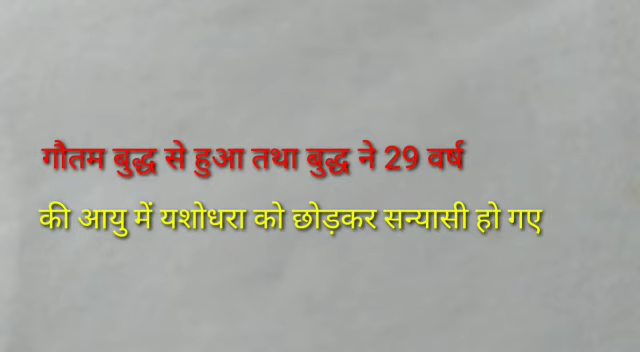 गौतम बुद्ध से हुआ तथा बुद्ध ने 29 वर्ष
की आयु में यशोधरा को छोड़कर सन्यासी हो गए